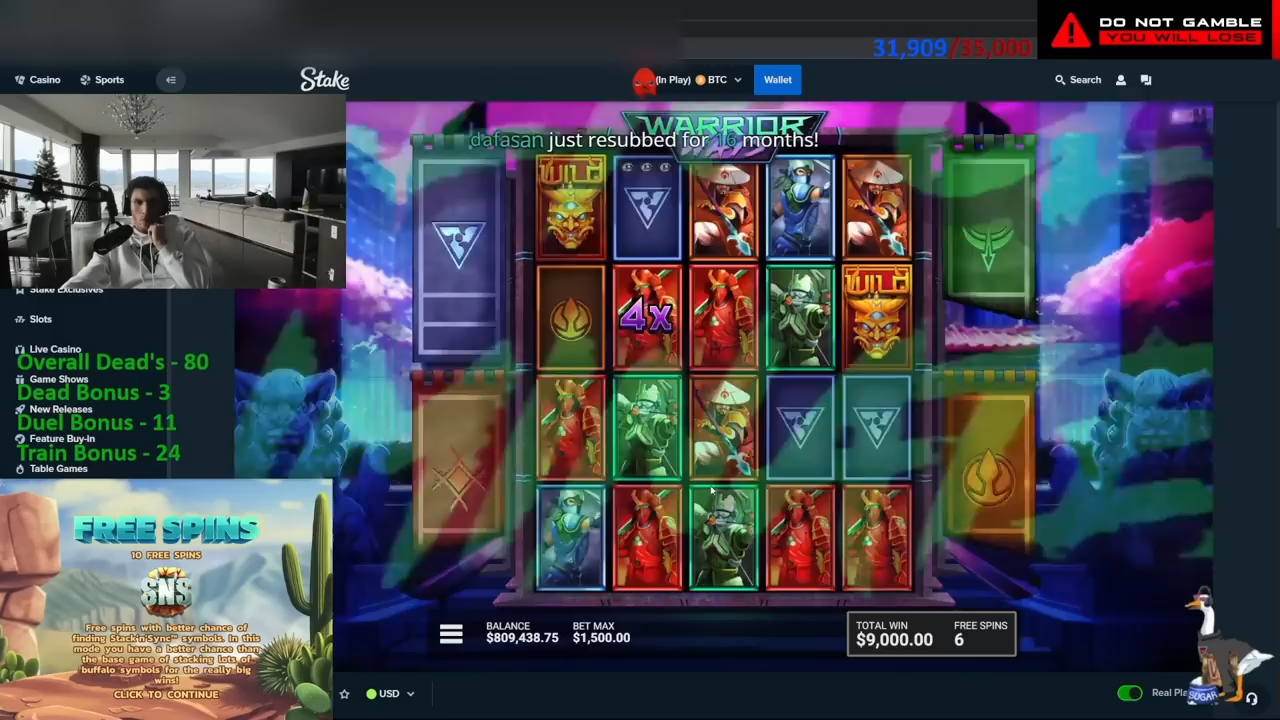 DO NOT GAMBLE
YOU WILL LOSE
31,909/35,000
Casino
Sports
Stake
(In Play)
BTC
Wallet
Search
WARRIOR
dafasan just resubbed for 16 months!
WILD
4x
WILD
Stake Exclusives
Slots
Live Casino
Overall Dead's - 80
Game Shows
Dead Bonus - 3
New Releases
Duel Bonus - 11
Feature Buy-in
Train Bonus - 24
Table Games
FREE SPINS
10 FREE SPINS
SNS
Free spins with better chance of
finding Stack'n'Sync™ symbols. In this
mode you have a better chance than
the base game of stacking lots of
buffalo symbols for the really big
wins!
CLICK TO CONTINUE
BALANCE
$809,438.75
BET MAX
$1,500.00
TOTAL WIN
$9,000.00
FREE SPINS
6
USD
Real Pla
SUGAR